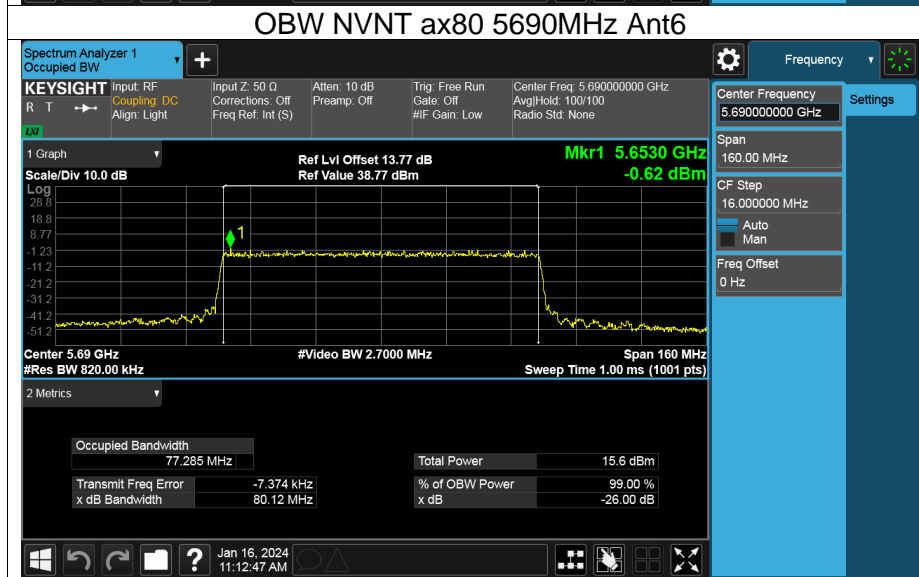 OBW NVNT ax80 5690MHz Ant6
Spectrum Analyzer 1
Occupied BW
+
Frequency
KEYSIGHT
R T
LXI
Input: RF
Coupling: DC
Align: Light
Input Z: 50 Ω
Corrections: Off
Freq Ref: Int (S)
Atten: 10 dB
Preamp: Off
Trig: Free Run
Gate: Off
#IF Gain: Low
Center Freq: 5.690000000 GHz
Avg|Hold: 100/100
Radio Std: None
Center Frequency
5.690000000 GHz
Settings
Span
160.00 MHz
CF Step
16.000000 MHz
Auto
Man
Freq Offset
0 Hz
1 Graph
Scale/Div 10.0 dB
Ref Lvl Offset 13.77 dB
Ref Value 38.77 dBm
Mkr1 5.6530 GHz
-0.62 dBm
Log
28.8
18.8
8.77
-1.23
-11.2
-21.2
-31.2
-41.2
-51.2
1
Center 5.69 GHz
#Res BW 820.00 kHz
#Video BW 2.7000 MHz
Span 160 MHz
Sweep Time 1.00 ms (1001 pts)
2 Metrics
Occupied Bandwidth
77.285 MHz
Total Power 15.6 dBm
Transmit Freq Error -7.374 kHz
% of OBW Power 99.00 %
x dB Bandwidth 80.12 MHz
x dB -26.00 dB
?
Jan 16, 2024
11:12:47 AM